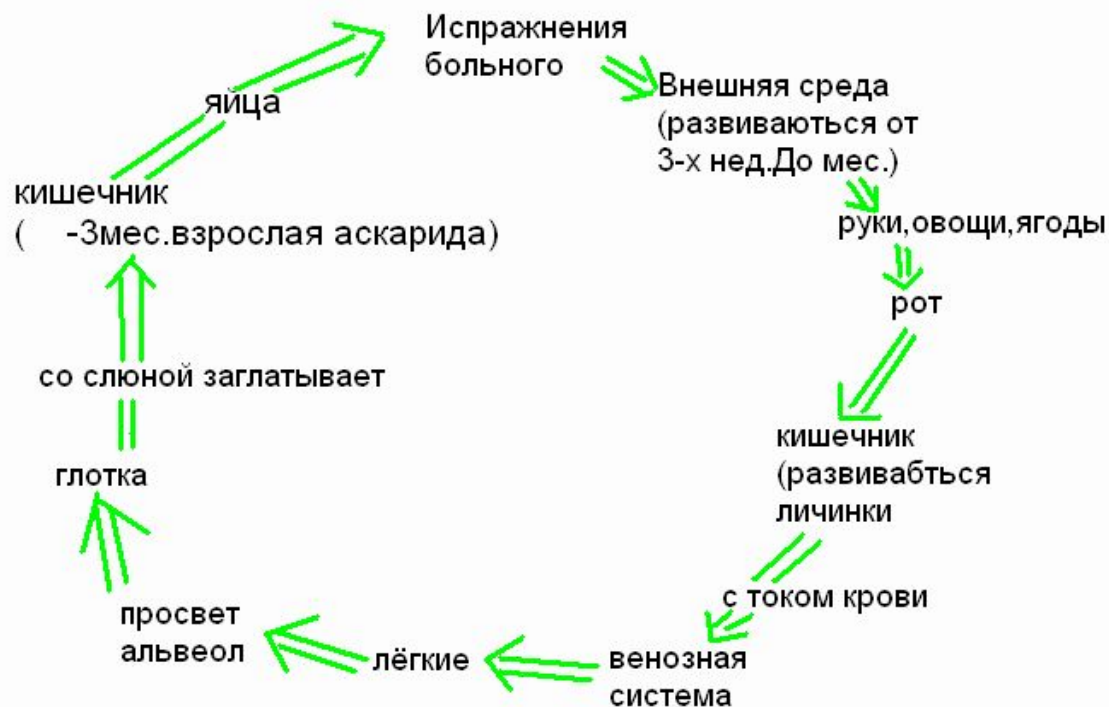 Испражнения
больного
Внешняя среда
(развиваються от
3-х нед.До мес.)
руки,овощи,ягоды
рот
кишечник
(развивабться
личинки
с током крови
венозная
система
лёгкие
просвет
альвеол
глотка
со слюной заглатывает
кишечник
( -3мес.взрослая аскарида)
яйца